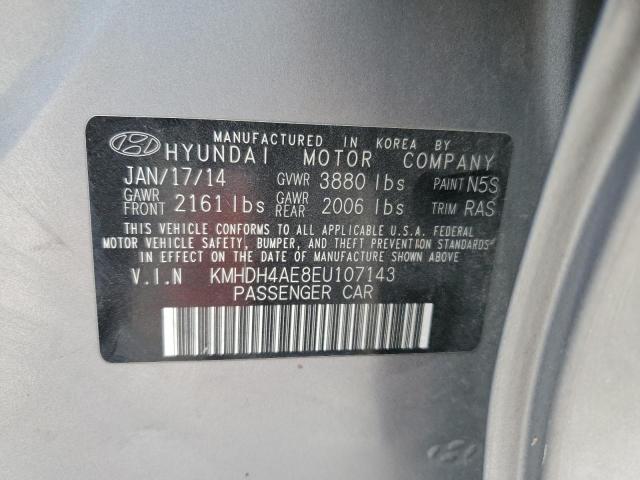 MANUFACTURED IN KOREA BY
HYUNDAI MOTOR COMPANY
JAN/17/14 GVWR 3880 lbs PAINT N5S
GAWR FRONT 2161 lbs GAWR REAR 2006 lbs TRIM RAS
THIS VEHICLE CONFORMS TO ALL APPLICABLE U.S.A. FEDERAL
MOTOR VEHICLE SAFETY, BUMPER, AND THEFT PREVENTION STANDARDS
IN EFFECT ON THE DATE OF MANUFACTURE SHOWN ABOVE.
V.I.N KMHDH4AE8EU107143
PASSENGER CAR